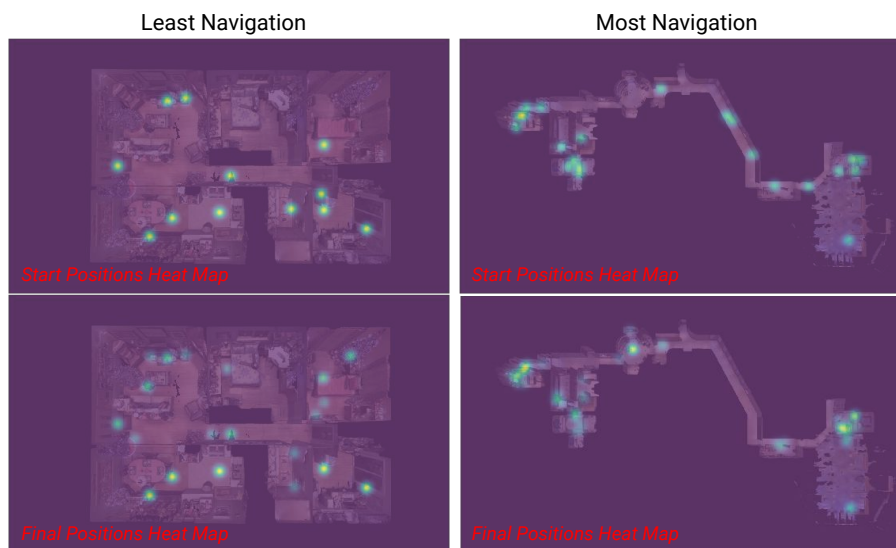 Least Navigation
Most Navigation
Start Positions Heat Map
Start Positions Heat Map
Final Positions Heat Map
Final Positions Heat Map